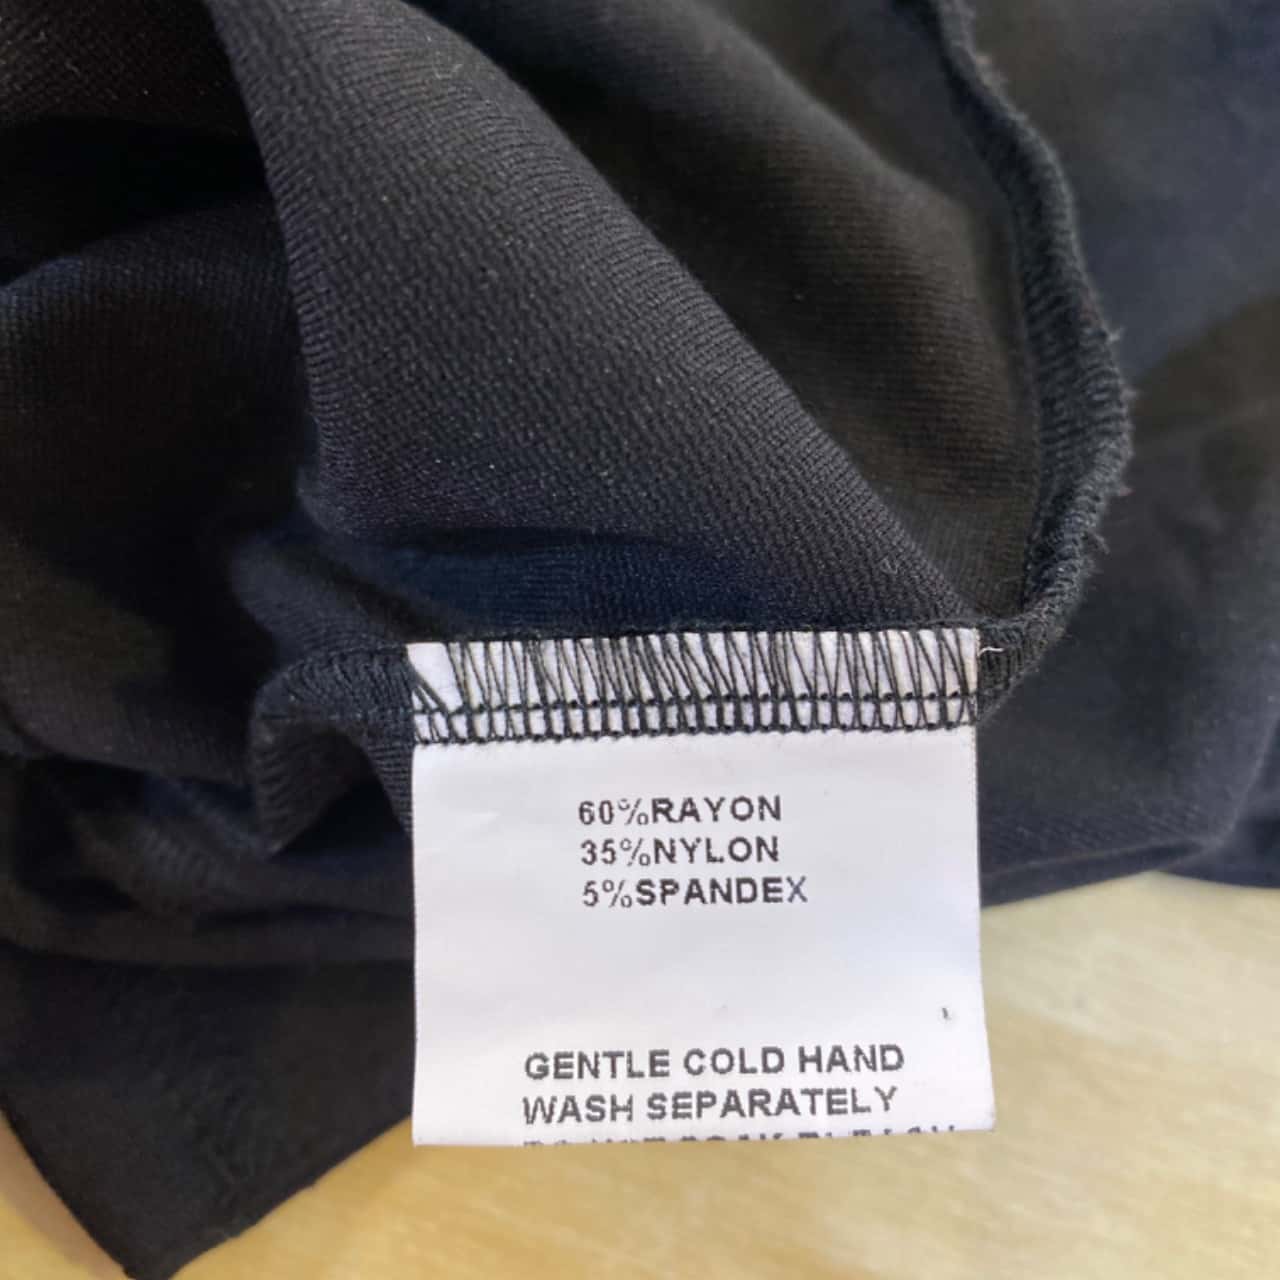 60%RAYON
35%NYLON
5%SPANDEX
GENTLE COLD HAND
WASH SEPARATELY